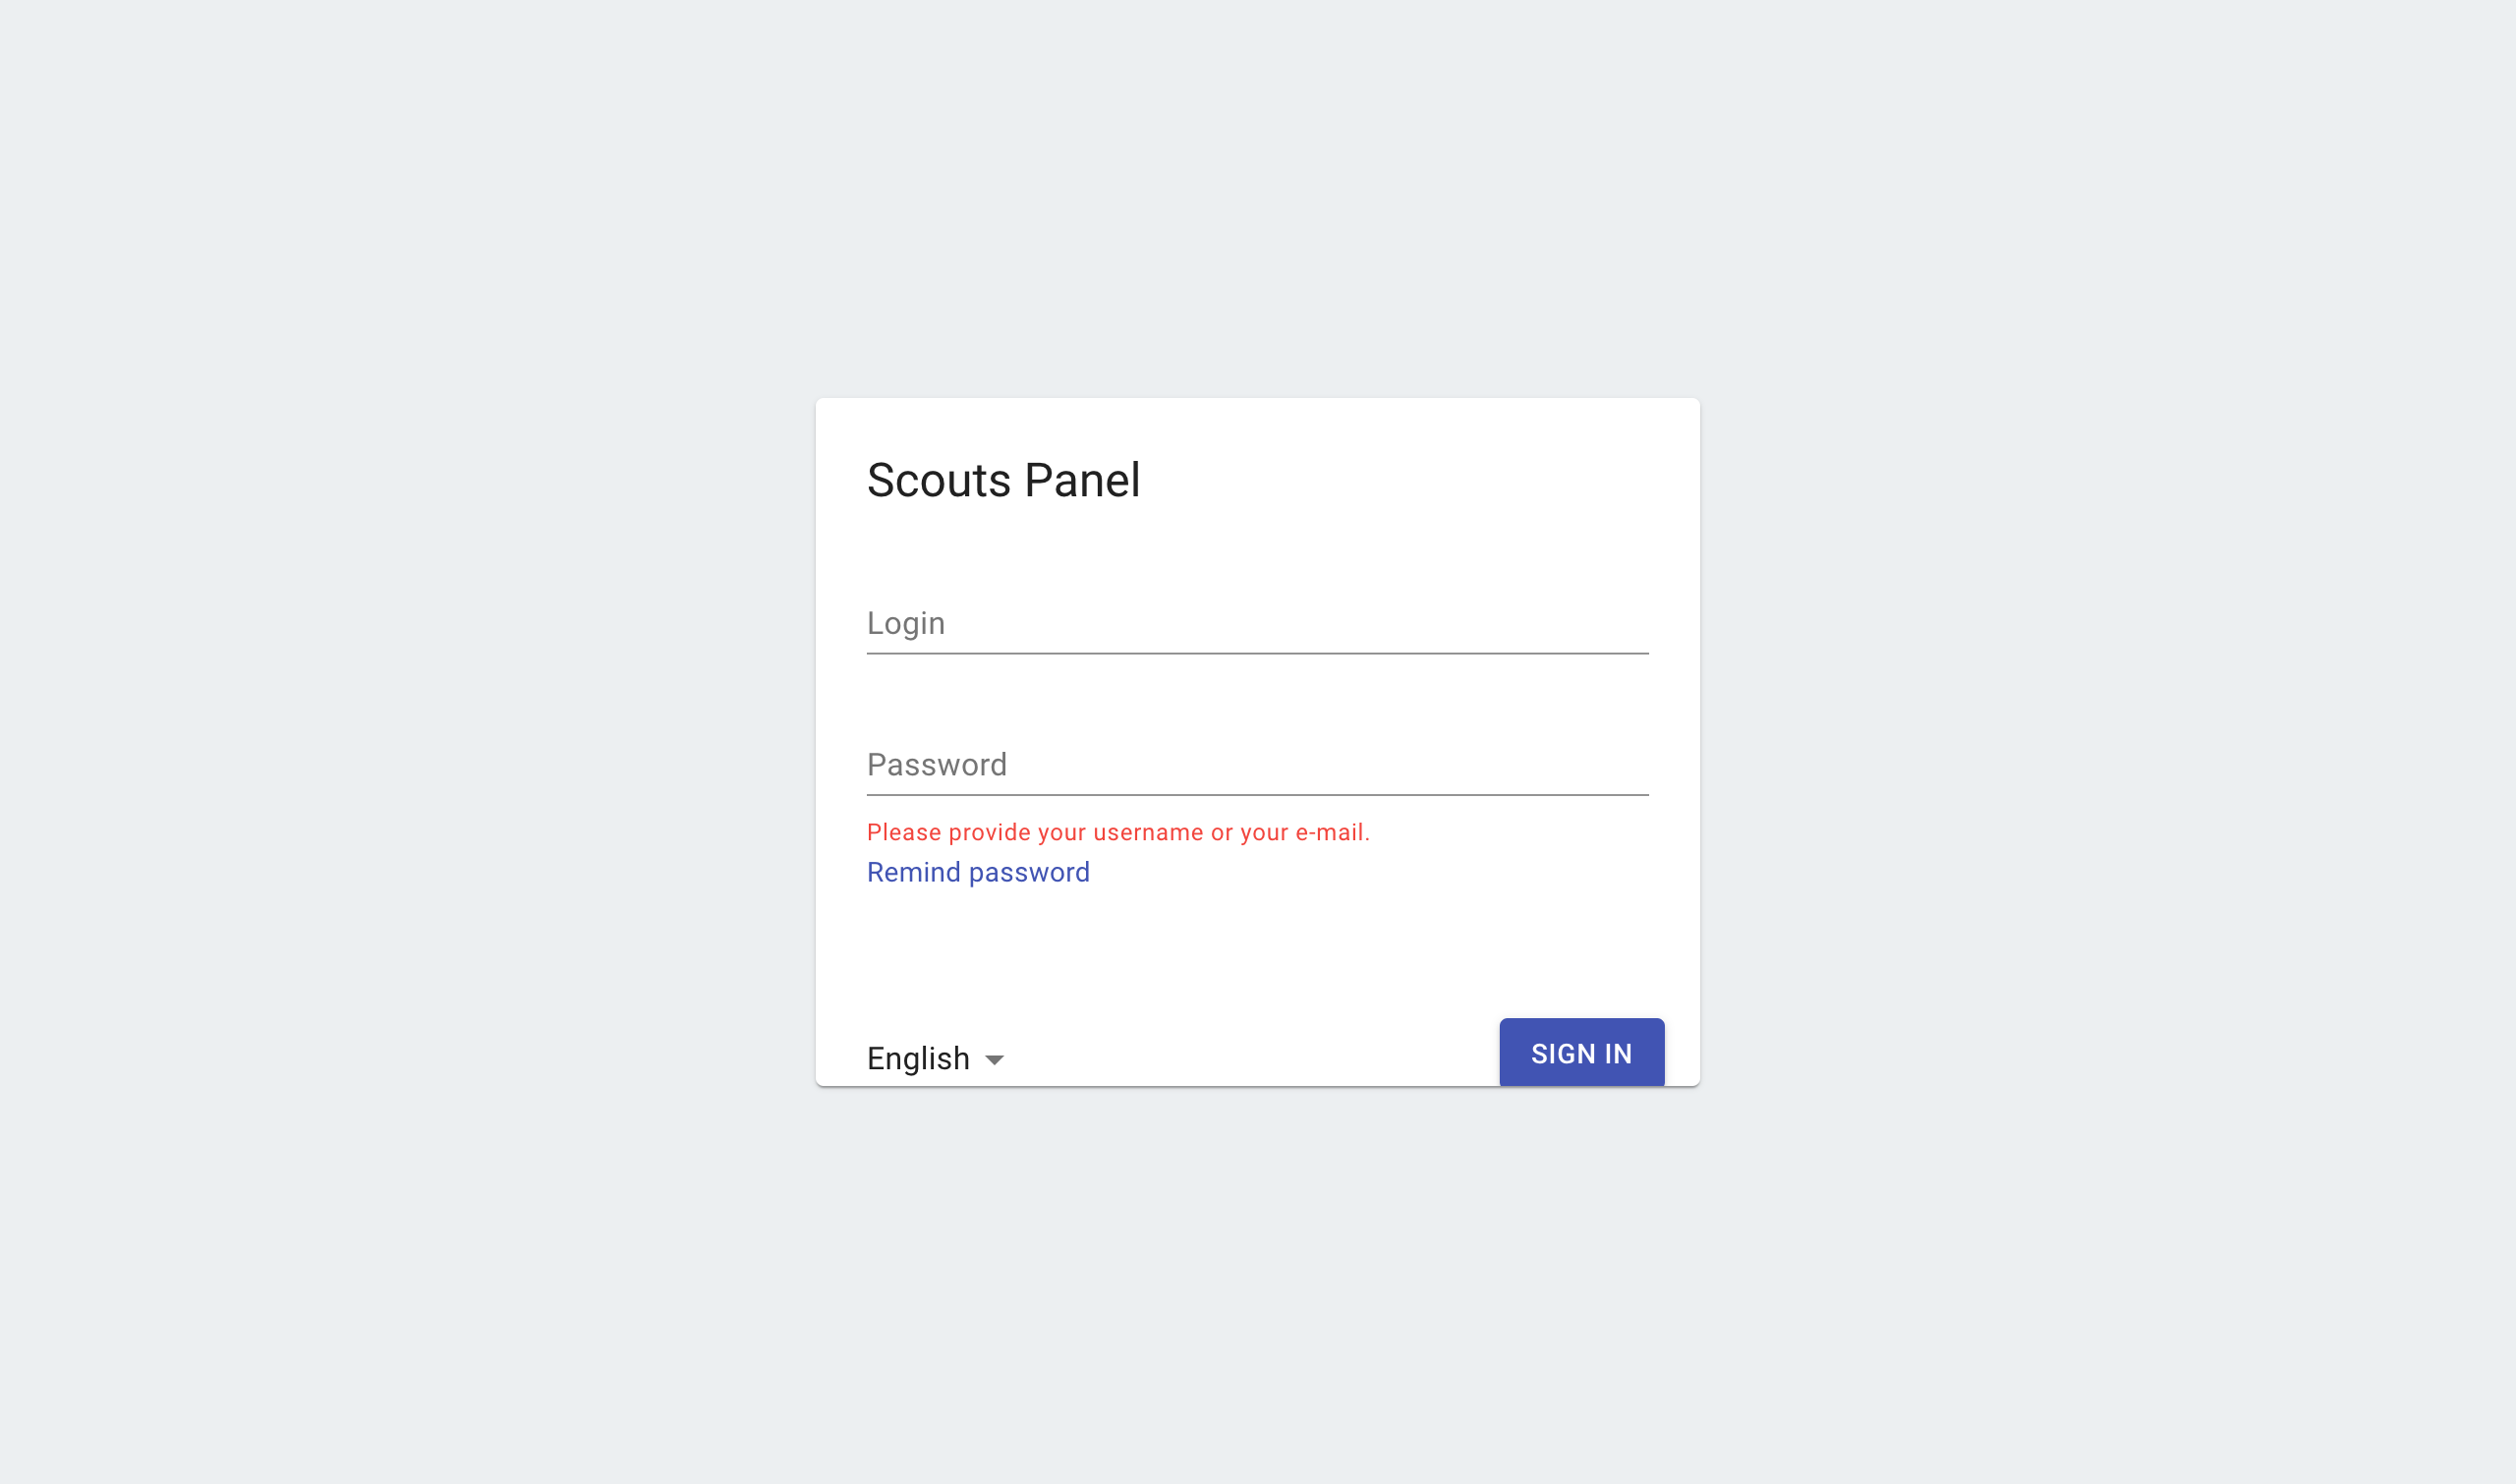 Scouts Panel
Login
Password
Please provide your username or your e-mail.
Remind password
English
SIGN IN